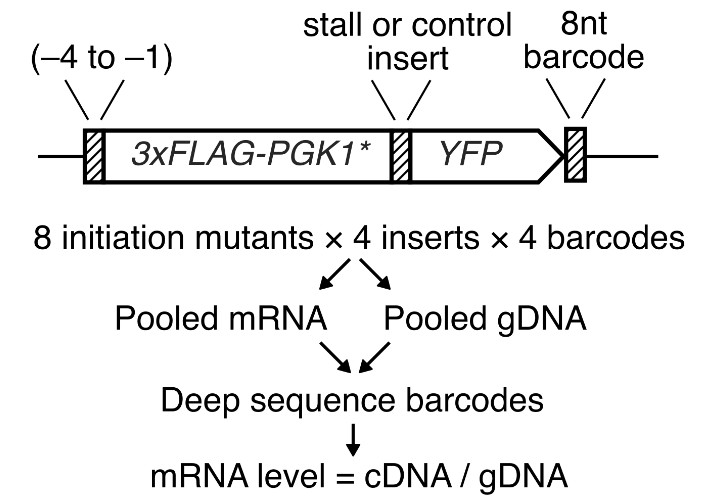 (–4 to –1)
stall or control
insert
8nt
barcode
3xFLAG-PGK1*
YFP
8 initiation mutants × 4 inserts × 4 barcodes
Pooled mRNA
Pooled gDNA
Deep sequence barcodes
mRNA level = cDNA / gDNA